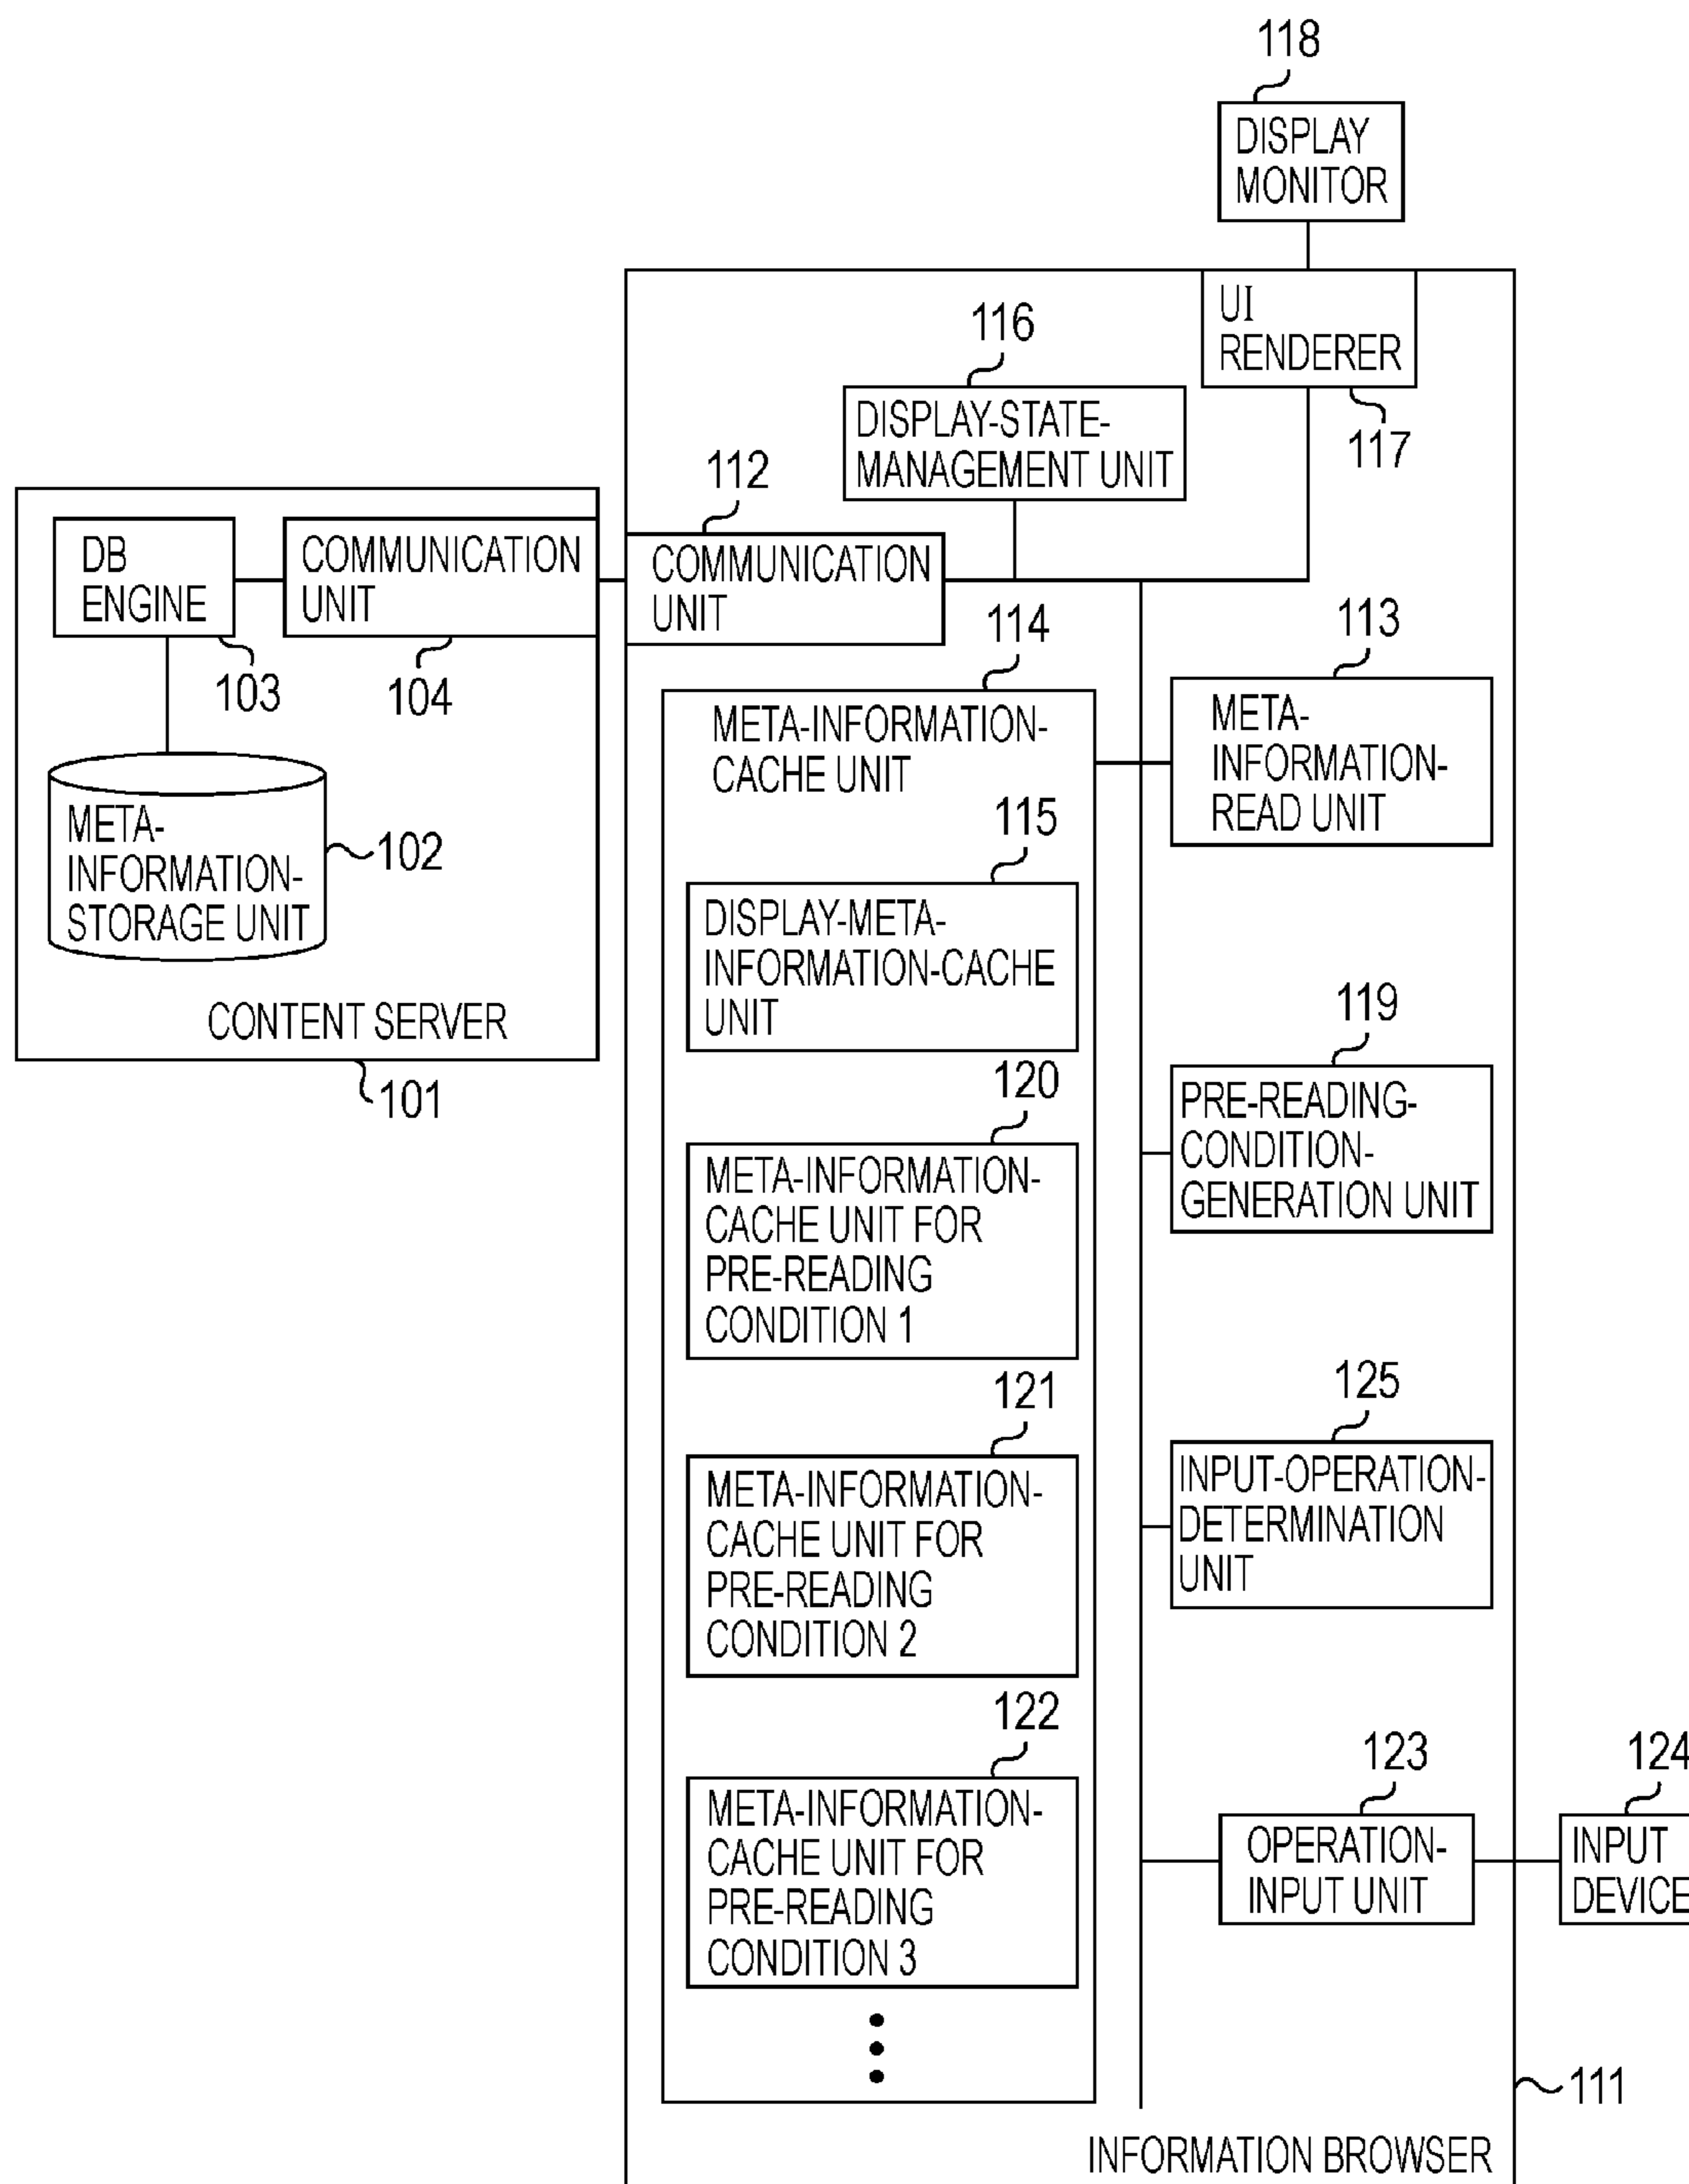 118
DISPLAY
MONITOR
UI
RENDERER
117
116
DISPLAY-STATE-
MANAGEMENT UNIT
112
COMMUNICATION
UNIT
DB
ENGINE
103
COMMUNICATION
UNIT
104
META-
INFORMATION-
STORAGE UNIT
102
CONTENT SERVER
101
114
META-INFORMATION-
CACHE UNIT
113
META-
INFORMATION-
READ UNIT
115
DISPLAY-META-
INFORMATION-CACHE
UNIT
119
PRE-READING-
CONDITION-
GENERATION UNIT
120
META-INFORMATION-
CACHE UNIT FOR
PRE-READING
CONDITION 1
125
INPUT-OPERATION-
DETERMINATION
UNIT
121
META-INFORMATION-
CACHE UNIT FOR
PRE-READING
CONDITION 2
122
META-INFORMATION-
CACHE UNIT FOR
PRE-READING
CONDITION 3
123
OPERATION-
INPUT UNIT
124
INPUT
DEVICE
111
INFORMATION BROWSER